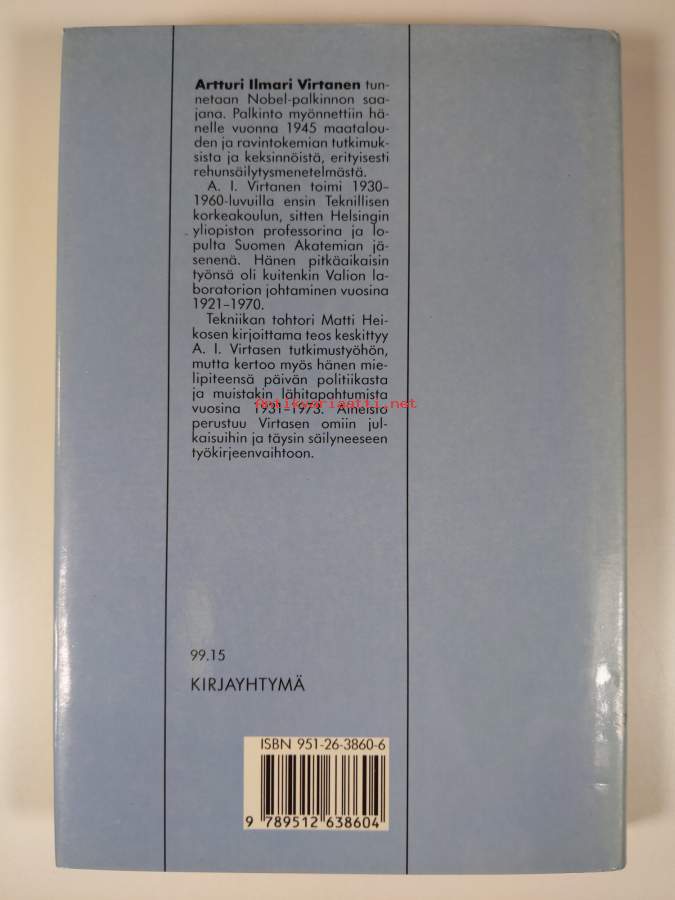 Artturi Ilmari Virtanen tun-
netaan Nobel-palkinnon saa-
jana. Palkinto myönnettiin hä-
nelle vuonna 1945 maatalou-
den ja ravintokemian tutkimuk-
sista ja keksinnöistä, erityisesti
rehunsäilytysmenetelmästä.
A. I. Virtanen toimi 1930–
1960-luvuilla ensin Teknillisen
korkeakoulun, sitten Helsingin
yliopiston professorina ja lo-
pulta Suomen Akatemian jä-
senenä. Hänen pitkäaikaisin
työnsä oli kuitenkin Valion la-
boratorion johtaminen vuosina
1921–1970.
Tekniikan tohtori Matti Hei-
kosen kirjoittama teos keskittyy
A. I. Virtasen tutkimustyöhön,
mutta kertoo myös hänen mie-
lipiteensä päivän politiikasta
ja muistakin lähitapahtumista
Antikvariaatti.net
vuosina 1931–1973. Aineisto
perustuu Virtasen omiin jul-
kaisuihin ja täysin säilyneeseen
työkirjeenvaihtoon.
99.15
KIRJAYHTYMÄ
ISBN 951-26-3860-6
9 789512 638604